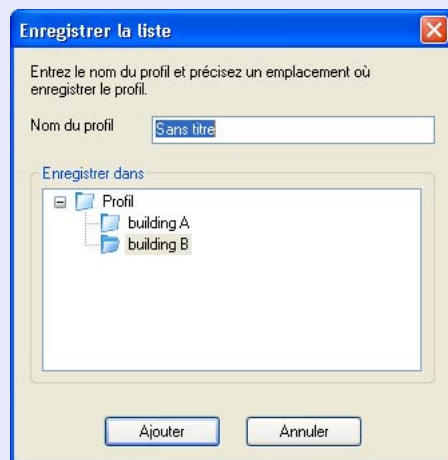 Enregistrer la liste
Entrez le nom du profil et précisez un emplacement où
enregistrer le profil.
Nom du profil Sans titre
Enregistrer dans
Profil
building A
building B
Ajouter Annuler